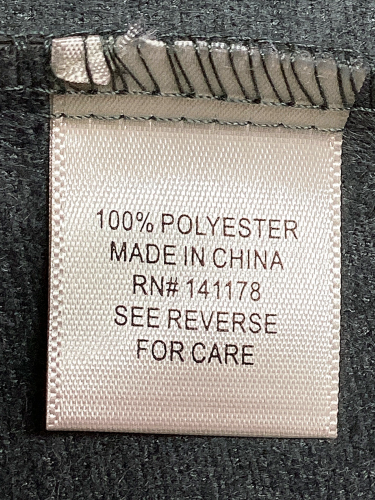 100% POLYESTER
MADE IN CHINA
RN# 141178
SEE REVERSE
FOR CARE